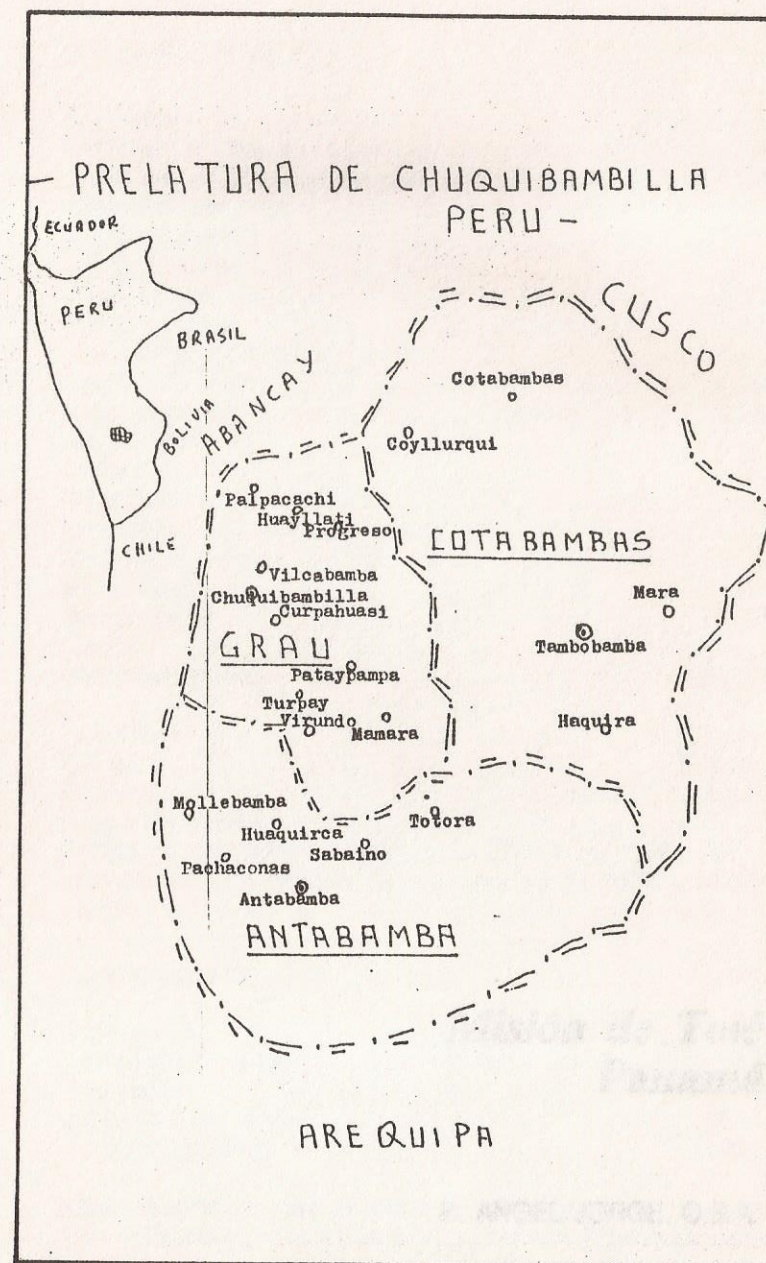 — PRELATURA DE CHUQUIBAMBILLA
PERU -
ECUADOR
PERU
BRASIL
BOLIVIA
CHILE
ABANCAY
CUSCO
Cotabambas
Coyllurqui
Palpacachi
Huayllati
Progreso
COTABAMBAS
Vilcabamba
Chuquibambilla
Curpahuasi
Mara
Tambobamba
GRAU
Pataypampa
Turpay
Virundo
Mamara
Haquira
Mollebamba
Totora
Huaquirca
Sabaino
Pachaconas
Antabamba
ANTABAMBA
AREQUIPA